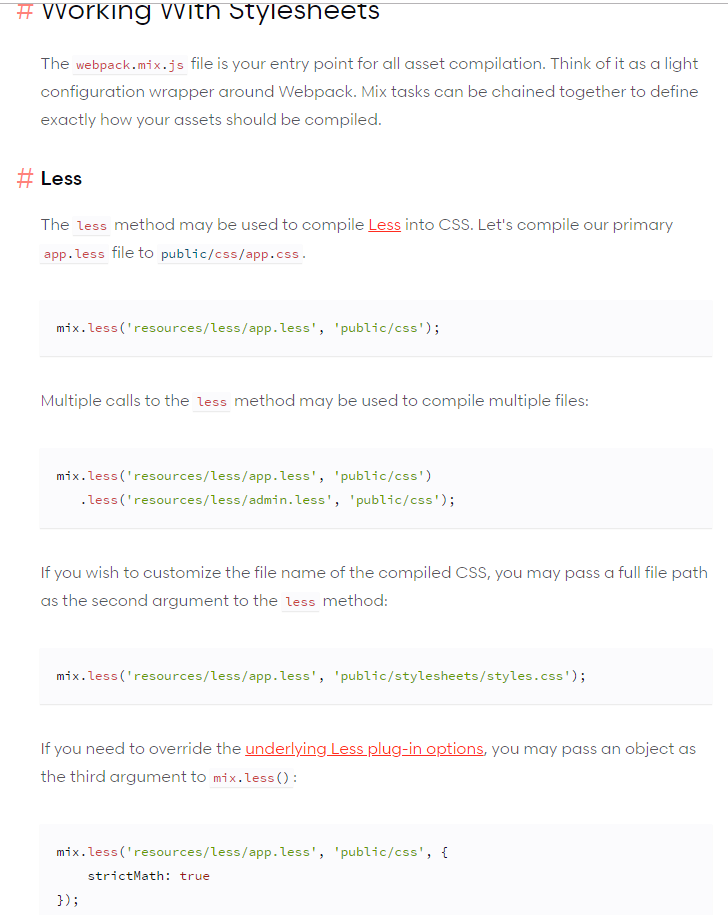 # Working With Stylesheets
The webpack.mix.js file is your entry point for all asset compilation. Think of it as a light
configuration wrapper around Webpack. Mix tasks can be chained together to define
exactly how your assets should be compiled.
# Less
The less method may be used to compile Less into CSS. Let's compile our primary
app.less file to public/css/app.css.
mix.less('resources/less/app.less', 'public/css');
Multiple calls to the less method may be used to compile multiple files:
mix.less('resources/less/app.less', 'public/css')
   .less('resources/less/admin.less', 'public/css');
If you wish to customize the file name of the compiled CSS, you may pass a full file path
as the second argument to the less method:
mix.less('resources/less/app.less', 'public/stylesheets/styles.css');
If you need to override the underlying Less plug-in options, you may pass an object as
the third argument to mix.less():
mix.less('resources/less/app.less', 'public/css', {
    strictMath: true
});